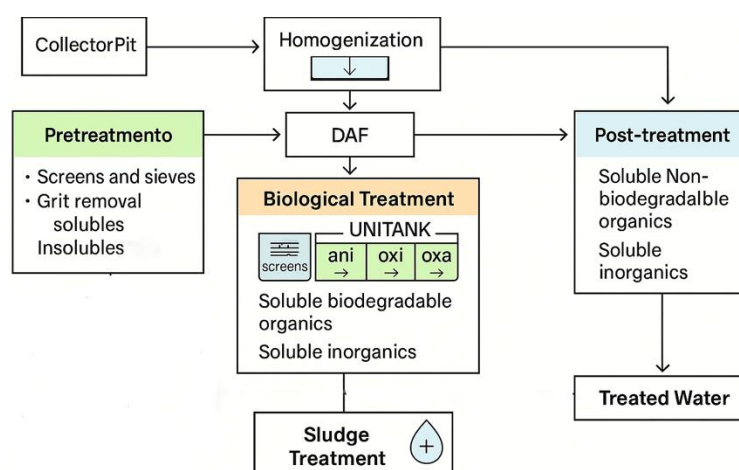 CollectorPit
Homogenization
Pretreatmento
• Screens and sieves
• Grit removal
solubles
Insolubles
DAF
Post-treatment
Soluble Non-
biodegradalble
organics
Soluble
inorganics
Biological Treatment
UNITANK
screens
ani
oxi
oxa
Soluble biodegradable
organics
Soluble inorganics
Treated Water
Sludge
Treatment